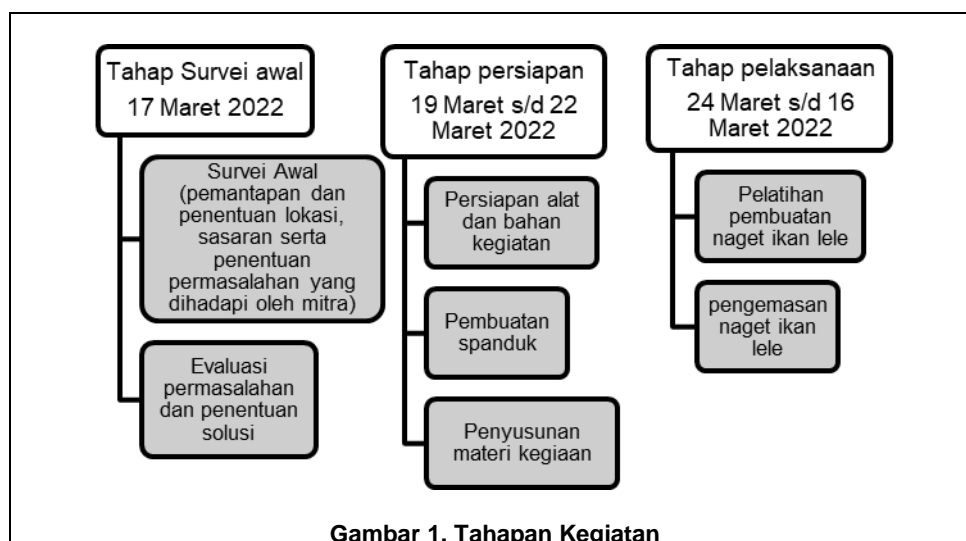 Tahap Survei awal
17 Maret 2022
Survei Awal
(pemantapan dan
penentuan lokasi,
sasaran serta
penentuan
permasalahan yang
dihadapi oleh mitra)
Evaluasi
permasalahan
dan penentuan
solusi
Tahap persiapan
19 Maret s/d 22
Maret 2022
Persiapan alat
dan bahan
kegiatan
Pembuatan
spanduk
Penyusunan
materi kegiaan
Tahap pelaksanaan
24 Maret s/d 16
Maret 2022
Pelatihan
pembuatan
naget ikan lele
pengemasan
naget ikan
lele
Gambar 1. Tahapan Kegiatan